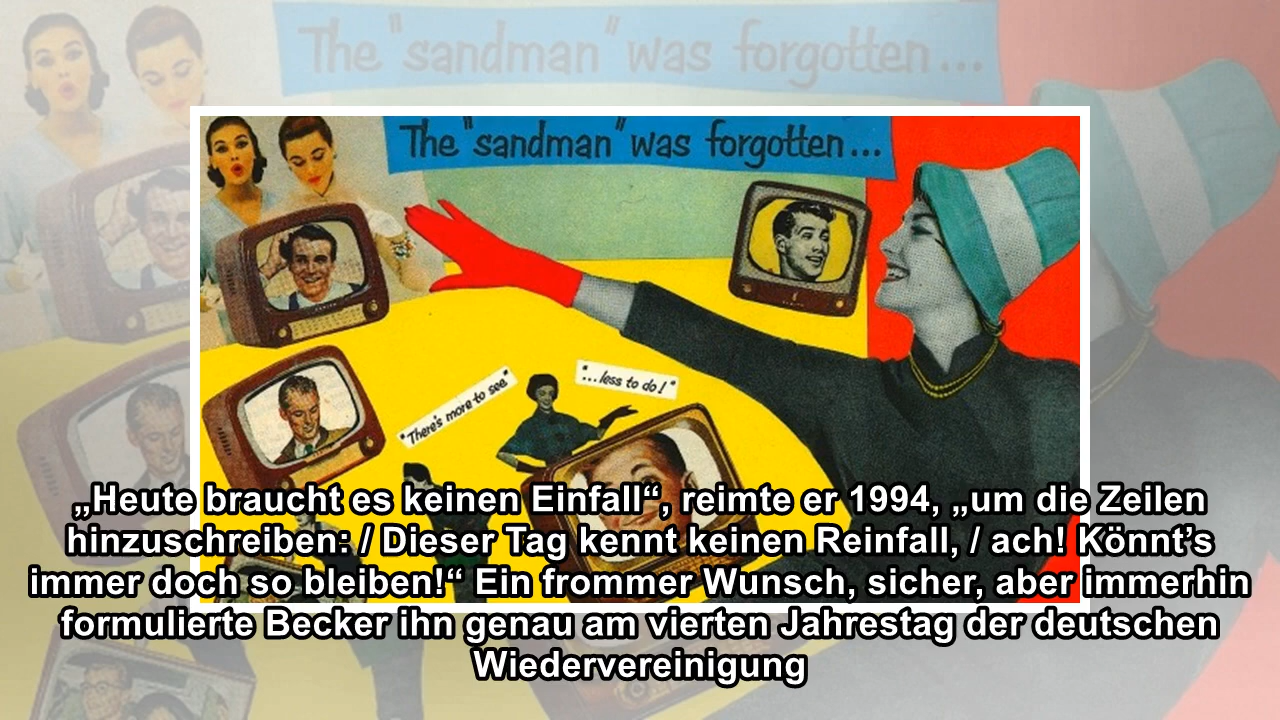 The "sandman" was forgotten...
The "sandman" was forgotten...
"There's more to see"
"...less to do!"
„Heute braucht es keinen Einfall“, reimte er 1994, „um die Zeilen
hinzuschreiben: / Dieser Tag kennt keinen Reinfall, / ach! Könnt’s
immer doch so bleiben!“ Ein frommer Wunsch, sicher, aber immerhin
formulierte Becker ihn genau am vierten Jahrestag der deutschen
Wiedervereinigung